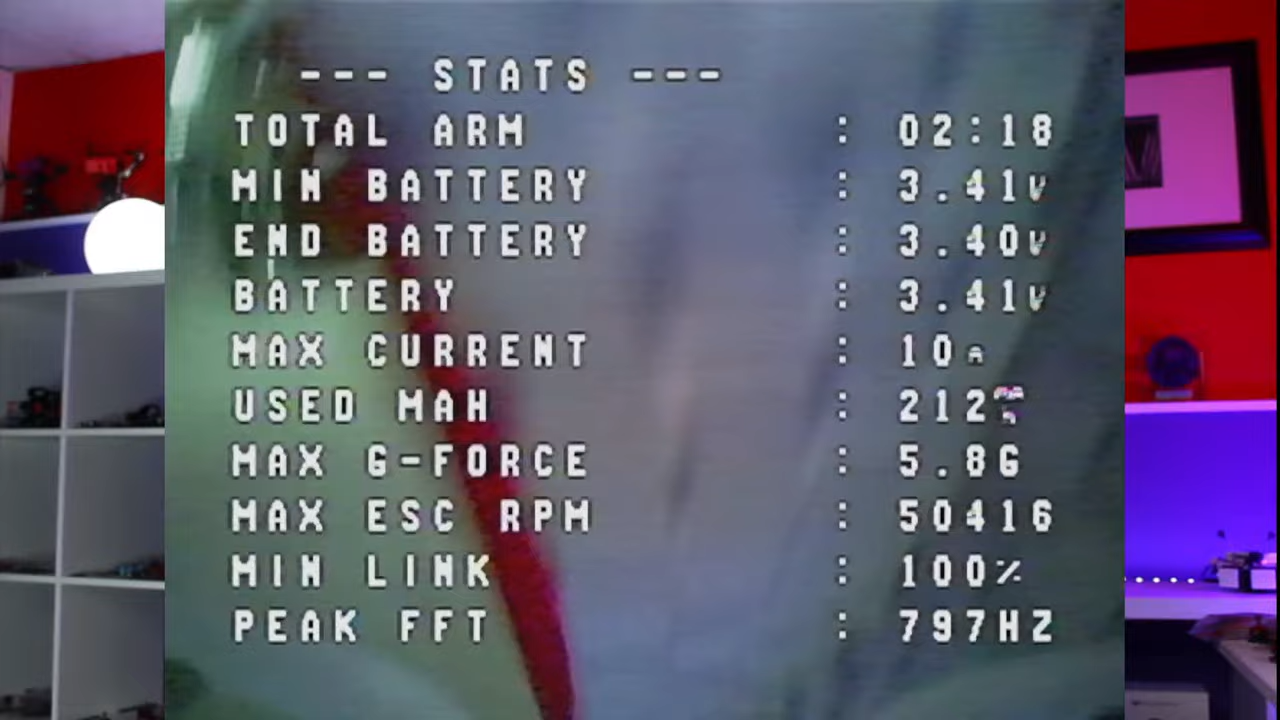 --- STATS ---
TOTAL ARM : 02:18
MIN BATTERY : 3.41V
END BATTERY : 3.40V
BATTERY : 3.41V
MAX CURRENT : 10A
USED MAH : 212
MAX G-FORCE : 5.8G
MAX ESC RPM : 50416
MIN LINK : 100%
PEAK FFT : 797HZ